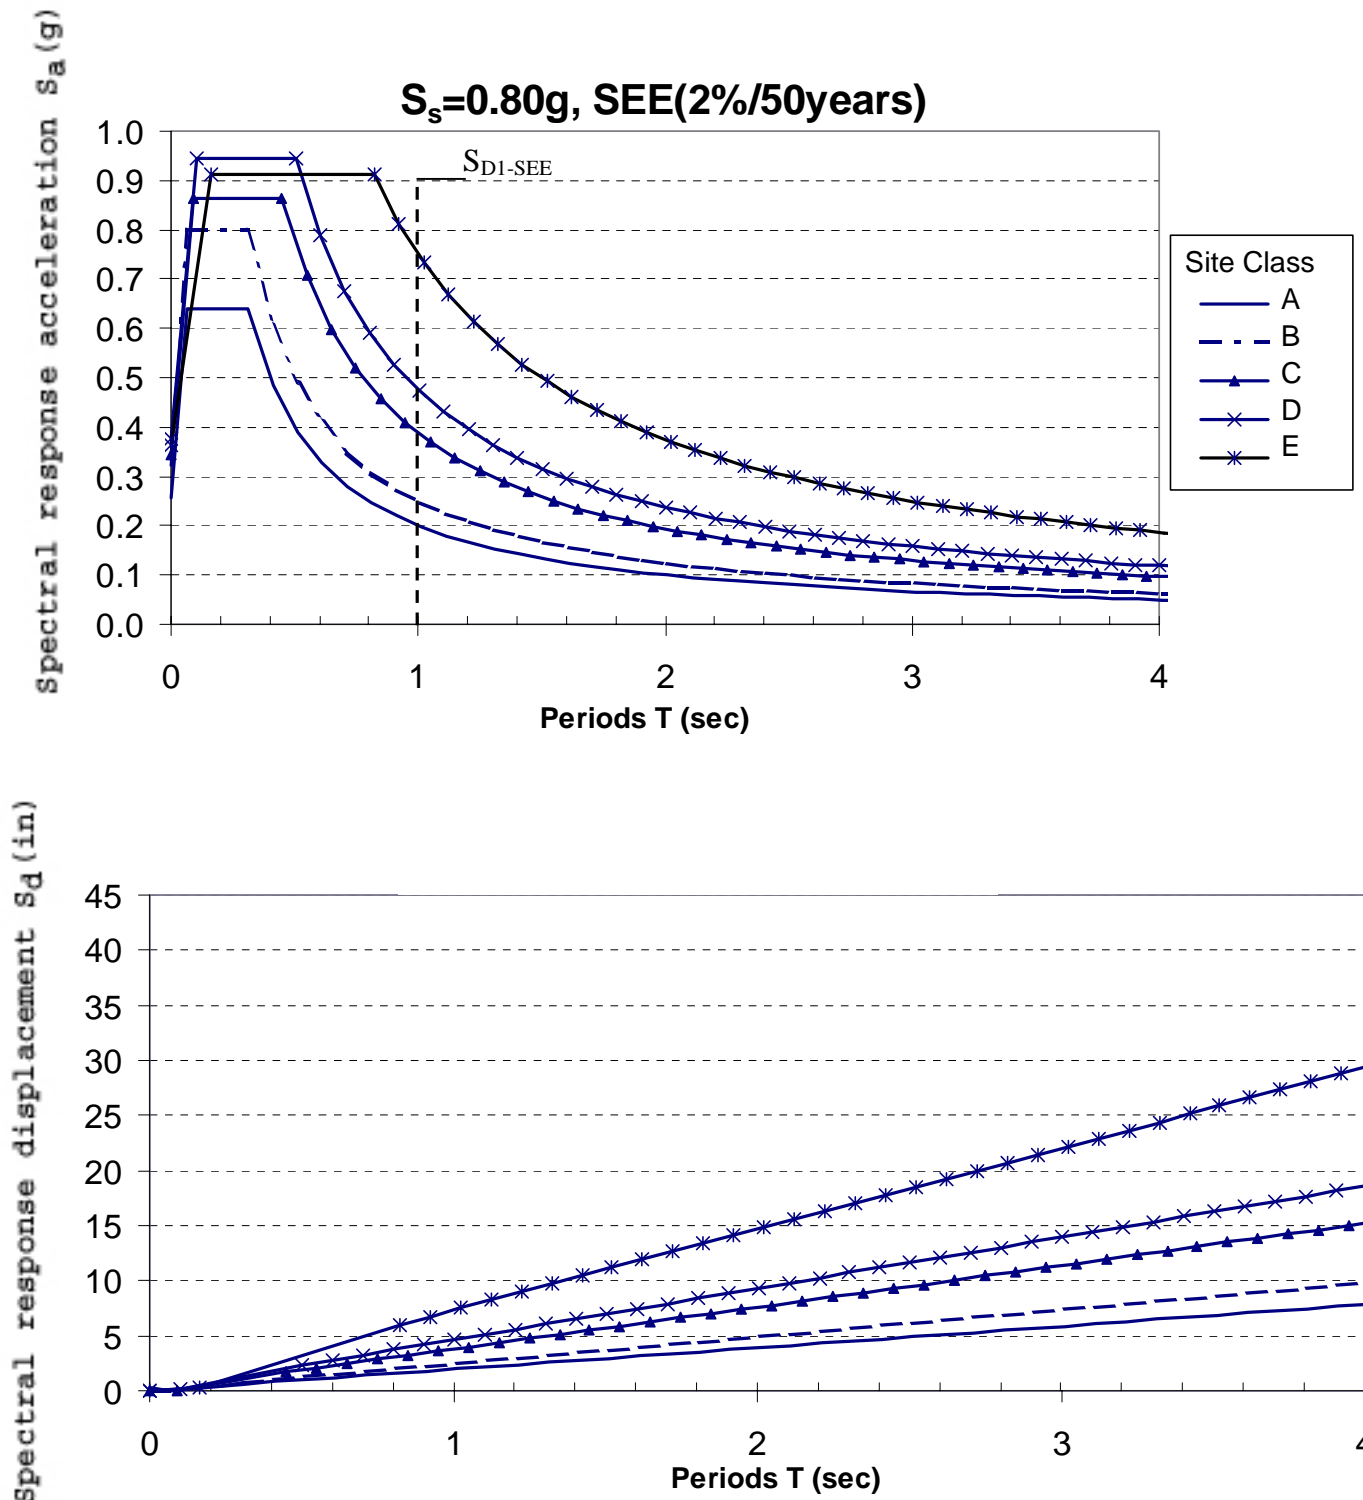 Spectral response acceleration Sa(g)
Ss=0.80g, SEE(2%/50years)
SD1-SEE
1.0
0.9
0.8
0.7
0.6
0.5
0.4
0.3
0.2
0.1
0.0
0 1 2 3 4
Periods T (sec)
Site Class
A
B
C
D
E
Spectral response displacement Sd(in)
45
40
35
30
25
20
15
10
5
0
0 1 2 3 4
Periods T (sec)